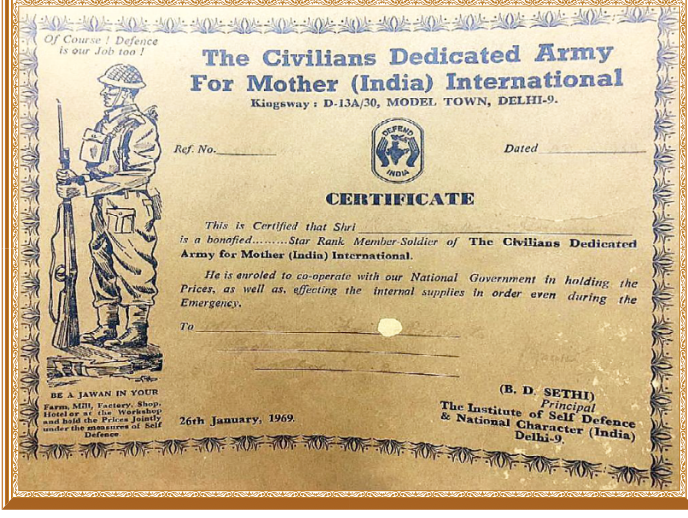 Of Course ! Defence
is our Job too !
The Civilians Dedicated Army
For Mother (India) International
Kingsway : D-13A/30, MODEL TOWN, DELHI-9.
Ref. No.
DEFEND
INDIA
Dated
CERTIFICATE
This is Certified that Shri
is a bonafied.........Star Rank Member-Soldier of The Civilians Dedicated
Army for Mother (India) International.
He is enroled to co-operate with our National Government in holding the
Prices, as well as, effecting the internal supplies in order even during the
Emergency.
To
BE A JAWAN IN YOUR
Farm, Mill, Factory, Shop,
Hotel or at the Workshop
and hold the Prices Jointly
under the measures of Self
Defence
26th January, 1969.
(B. D. SETHI)
Principal
The Institute of Self Defence
& National Character (India)
Delhi-9.